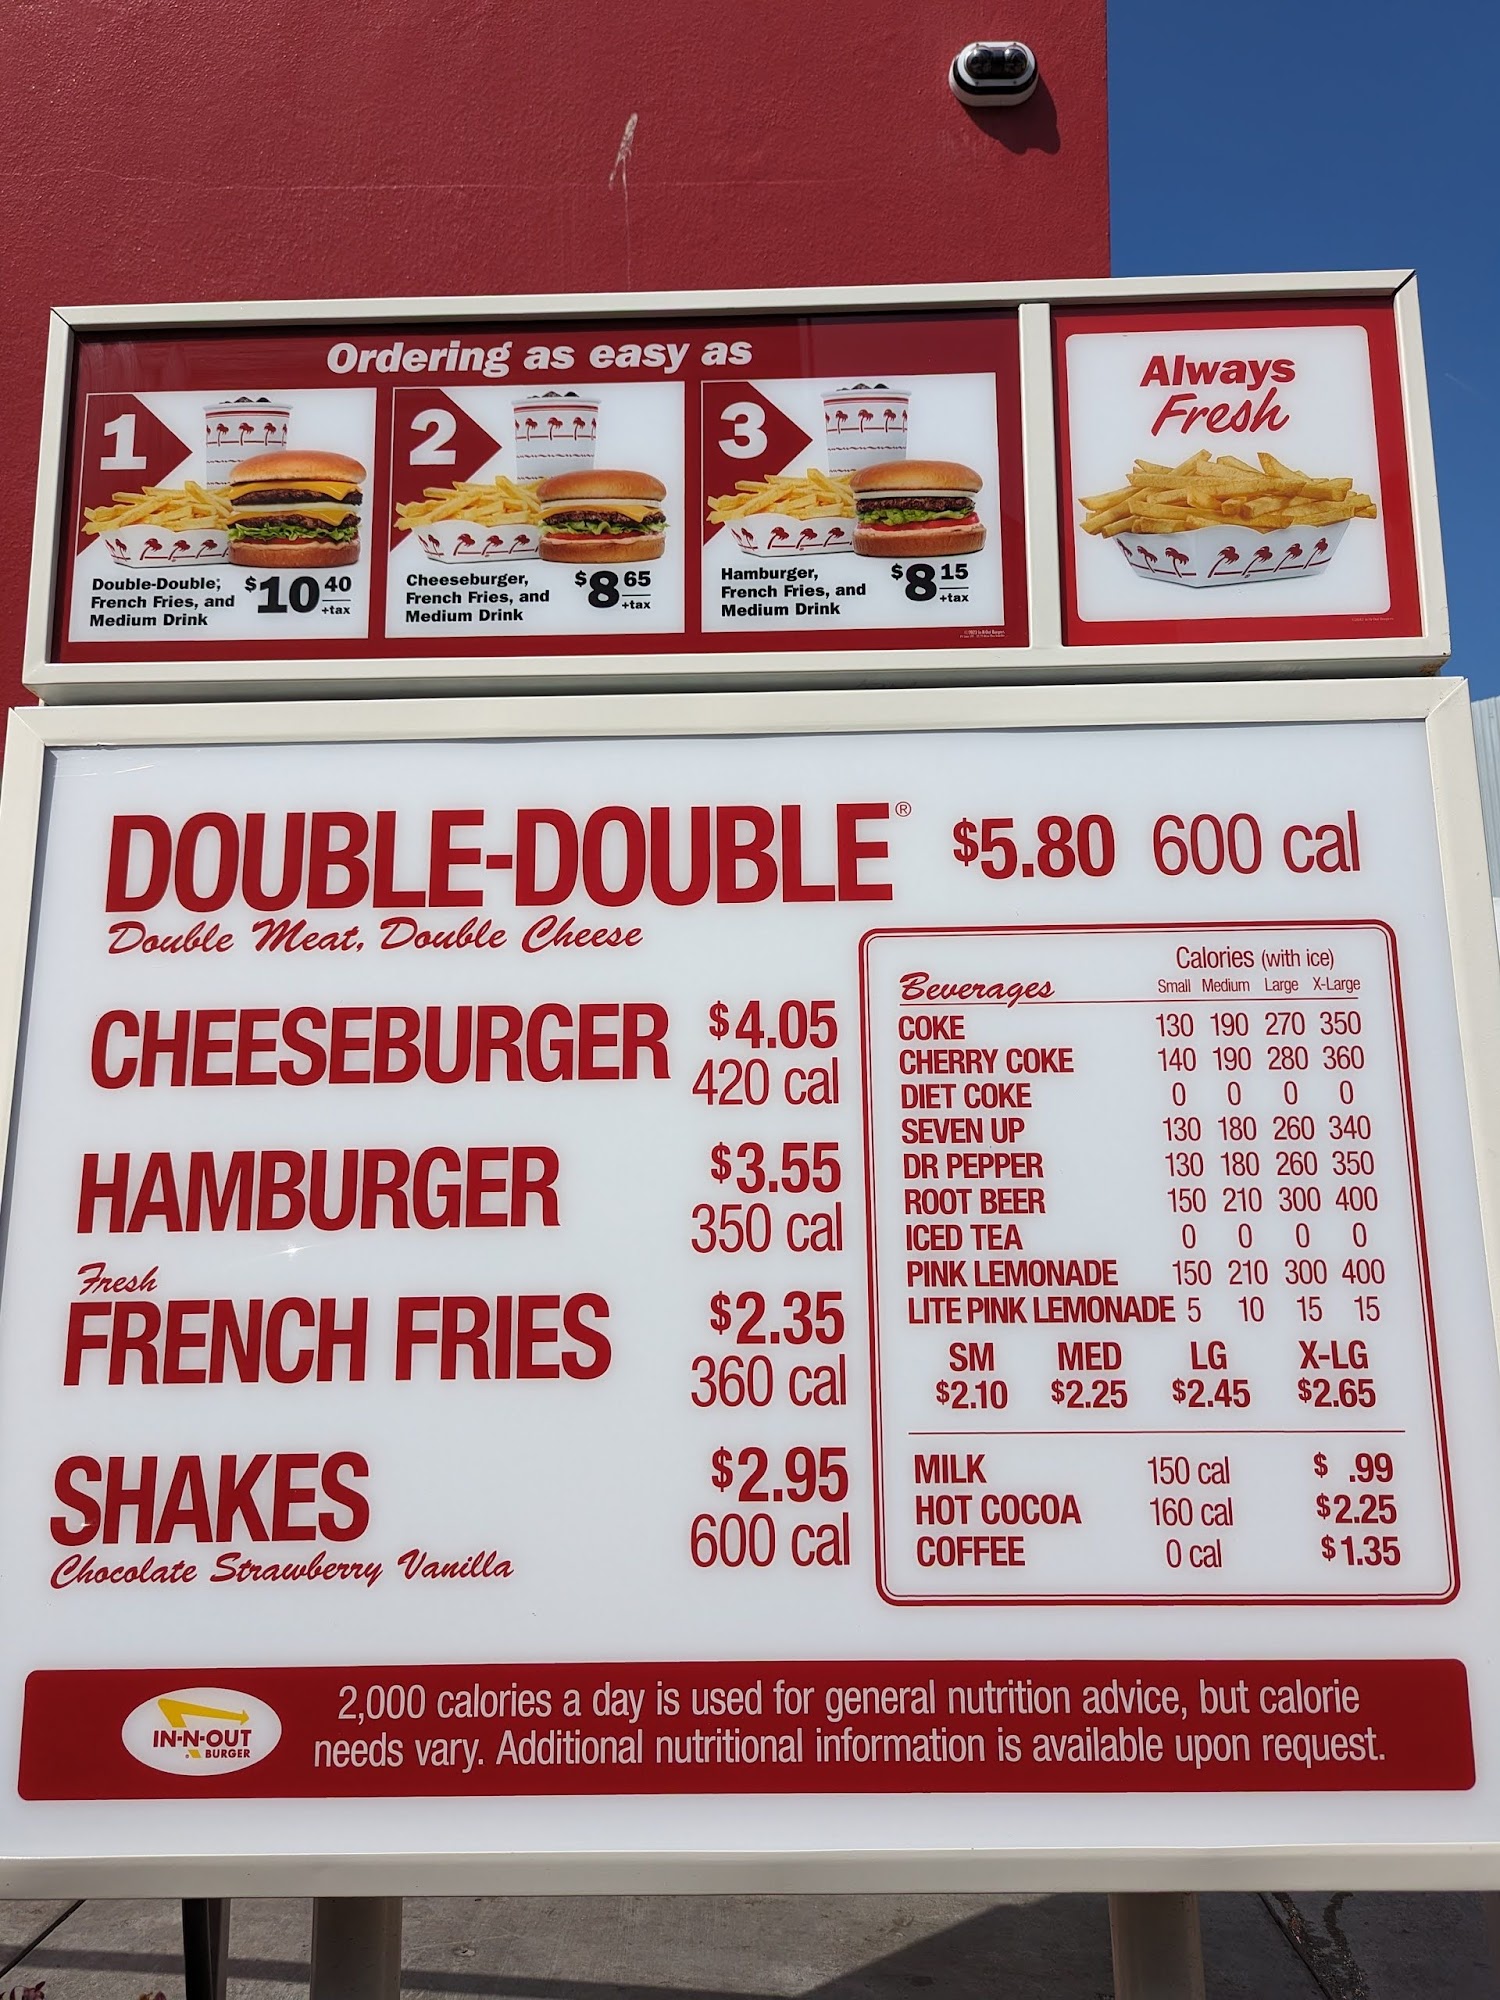 Ordering as easy as
1
Double-Double,
French Fries, and
Medium Drink
$10 40
+tax
2
Cheeseburger,
French Fries, and
Medium Drink
$8 65
+tax
3
Hamburger,
French Fries, and
Medium Drink
$8 15
+tax
Always
Fresh
DOUBLE-DOUBLE® $5.80 600 cal
Double Meat, Double Cheese
CHEESEBURGER $4.05
420 cal
HAMBURGER $3.55
350 cal
Fresh
FRENCH FRIES $2.35
360 cal
SHAKES $2.95
600 cal
Chocolate Strawberry Vanilla
Calories (with ice)
Beverages Small Medium Large X-Large
COKE 130 190 270 350
CHERRY COKE 140 190 280 360
DIET COKE 0 0 0 0
SEVEN UP 130 180 260 340
DR PEPPER 130 180 260 350
ROOT BEER 150 210 300 400
ICED TEA 0 0 0 0
PINK LEMONADE 150 210 300 400
LITE PINK LEMONADE 5 10 15 15
SM MED LG X-LG
$2.10 $2.25 $2.45 $2.65
MILK 150 cal $ .99
HOT COCOA 160 cal $2.25
COFFEE 0 cal $1.35
IN-N-OUT
BURGER
2,000 calories a day is used for general nutrition advice, but calorie
needs vary. Additional nutritional information is available upon request.